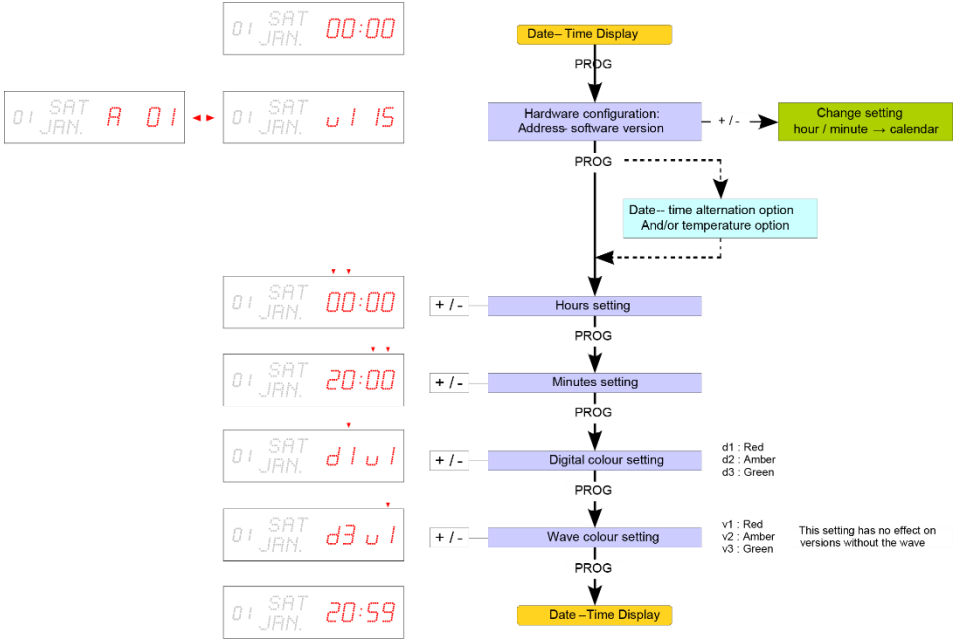 01 SAT JAN. 00:00
Date-- Time Display
PROG
01 SAT JAN. A 01
01 SAT JAN. v1 15
Hardware configuration:
Address- software version
+ / -
Change setting
hour / minute → calendar
PROG
Date-- time alternation option
And/or temperature option
01 SAT JAN. 00:00
+ / -
Hours setting
PROG
01 SAT JAN. 20:00
+ / -
Minutes setting
PROG
01 SAT JAN. d1v1
+ / -
Digital colour setting
d1 : Red
d2 : Amber
d3 : Green
PROG
01 SAT JAN. d3 v1
+ / -
Wave colour setting
v1 : Red
v2 : Amber
v3 : Green
This setting has no effect on
versions without the wave
PROG
01 SAT JAN. 20:59
Date –Time Display